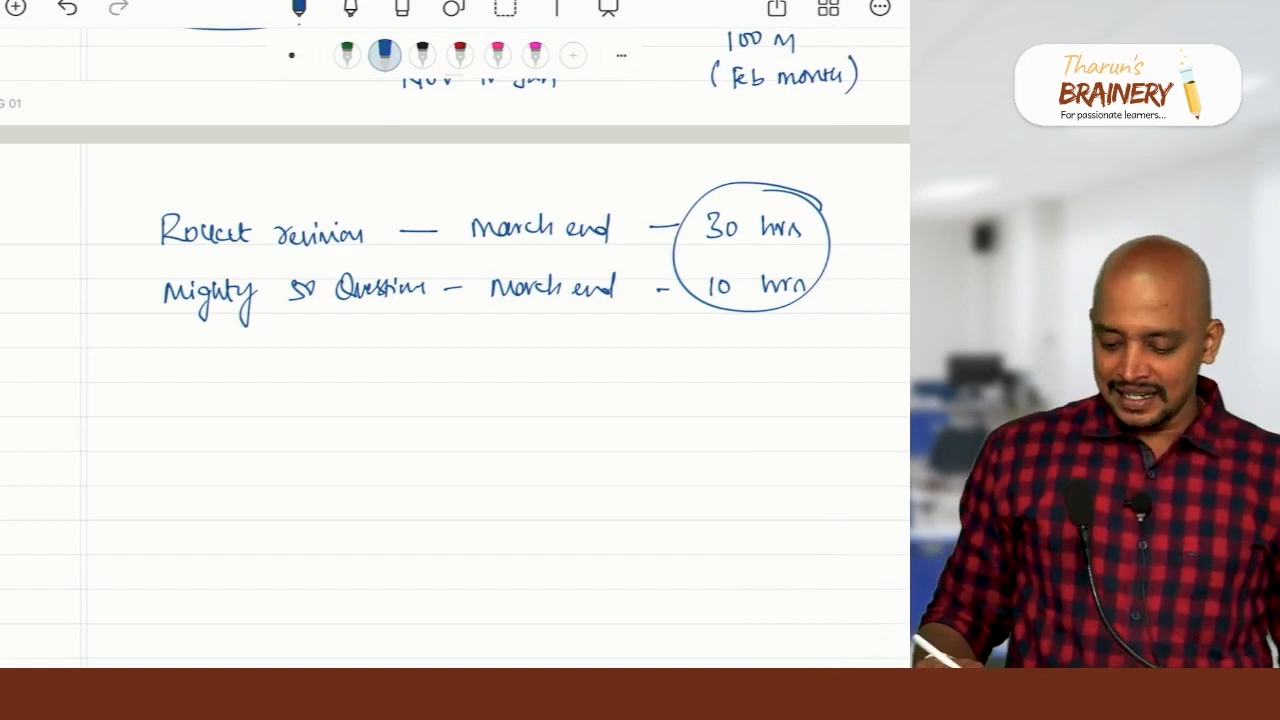 100 M
(Feb month)
G 01
Rocket revision — March end — 30 hrs
Mighty 50 Question - March end - 10 hrs
Tharun's
BRAINERY
For passionate learners...